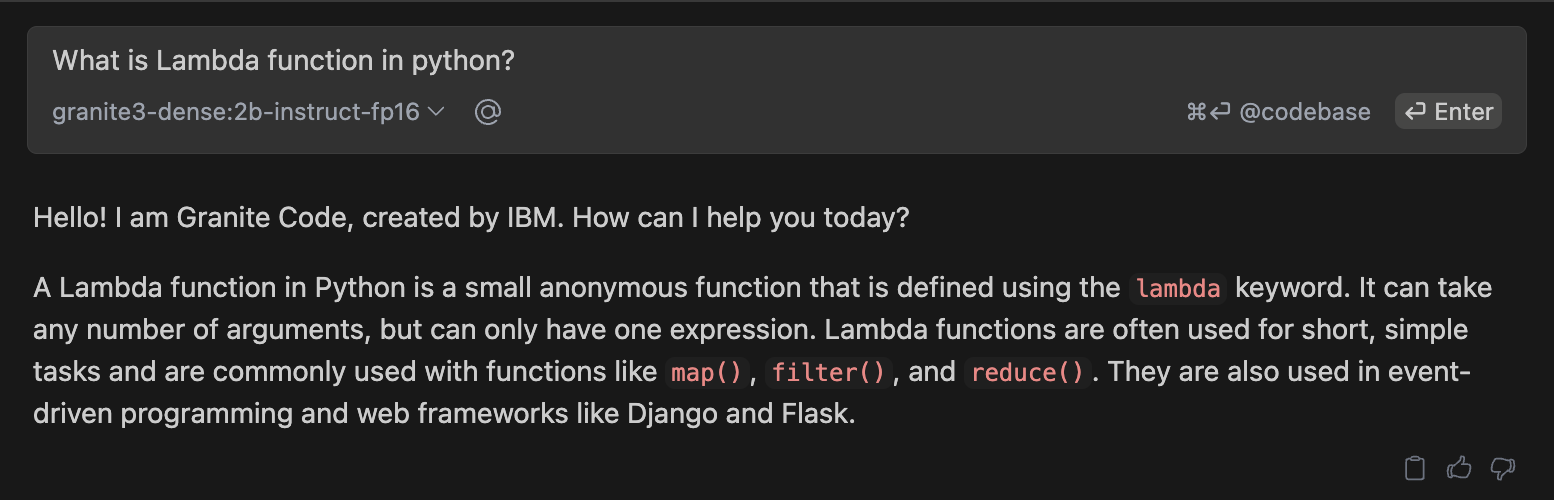 What is Lambda function in python?
granite3-dense:2b-instruct-fp16 @ ⌘⏎ @codebase ⏎ Enter
Hello! I am Granite Code, created by IBM. How can I help you today?
A Lambda function in Python is a small anonymous function that is defined using the lambda keyword. It can take
any number of arguments, but can only have one expression. Lambda functions are often used for short, simple
tasks and are commonly used with functions like map(), filter(), and reduce(). They are also used in event-
driven programming and web frameworks like Django and Flask.